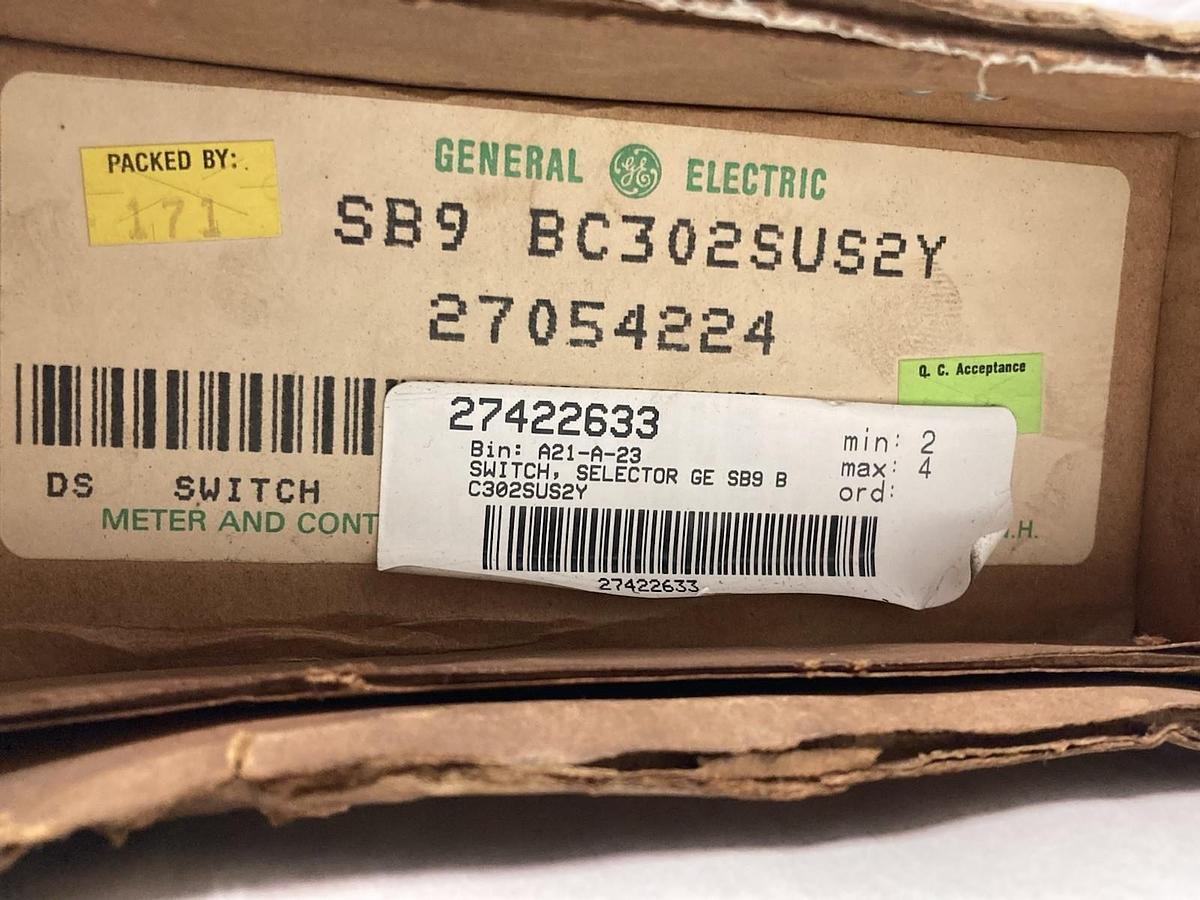 PACKED BY:
171
GENERAL GE ELECTRIC
SB9 BC302SUS2Y
27054224
Q. C. Acceptance
27422633
Bin: A21-A-23
SWITCH, SELECTOR GE SB9 B
C302SUS2Y
min: 2
max: 4
ord:
27422633
DS SWITCH
METER AND CONT
.H.